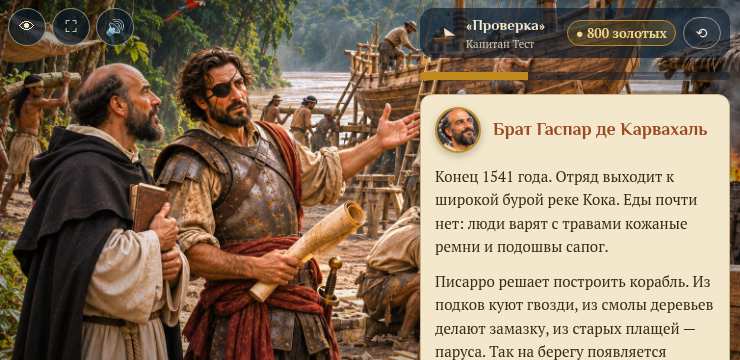 «Проверка»
Капитан Тест
800 золотых
Брат Гаспар де Карвахаль
Конец 1541 года. Отряд выходит к
широкой бурой реке Кока. Еды почти
нет: люди варят с травами кожаные
ремни и подошвы сапог.
Писарро решает построить корабль. Из
подков куют гвозди, из смолы деревьев
делают замазку, из старых плащей —
паруса. Так на берегу появляется